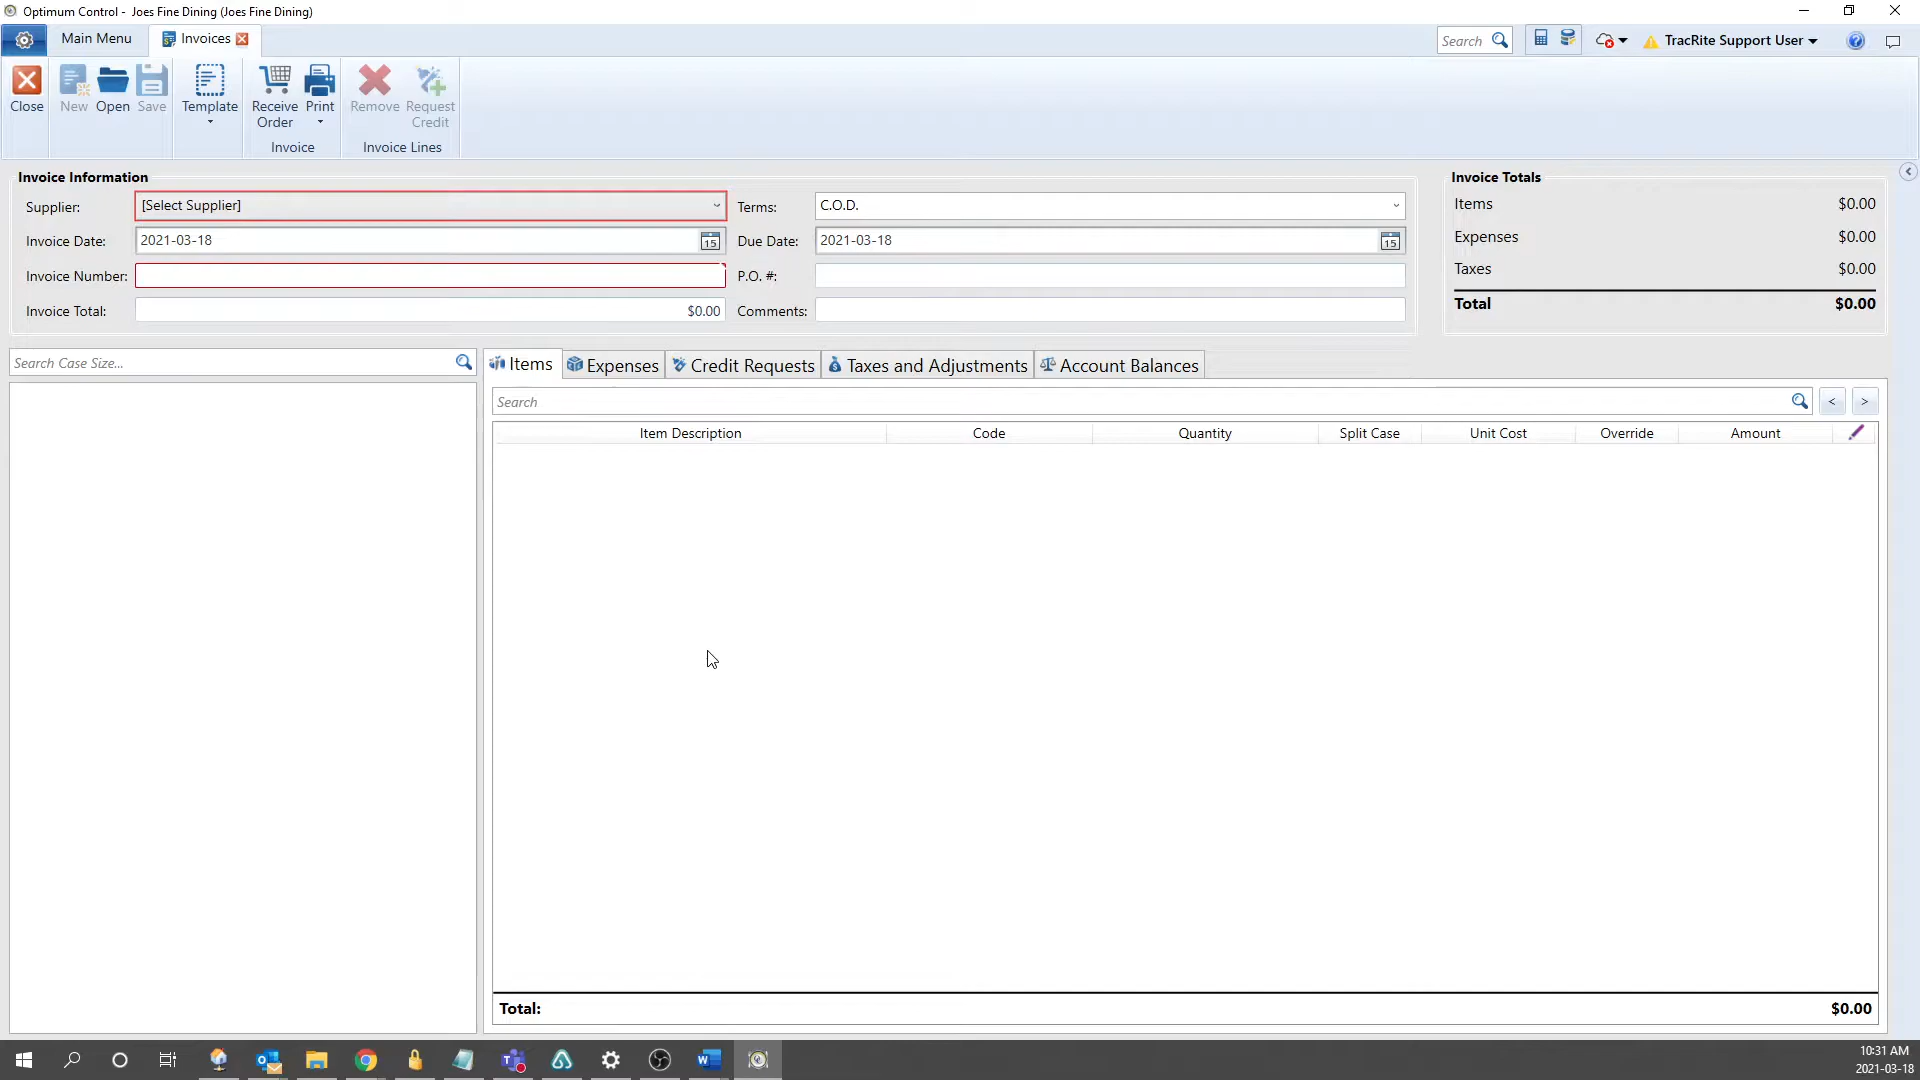 Optimum Control - Joes Fine Dining (Joes Fine Dining)
Main Menu Invoices Search TracRite Support User
Close New Open Save Template Receive Order Print Remove Request Credit
Invoice Invoice Lines
Invoice Information
Supplier: [Select Supplier] Terms: C.O.D.
Invoice Date: 2021-03-18 15 Due Date: 2021-03-18 15
Invoice Number: P.O. #:
Invoice Total: $0.00 Comments:
Invoice Totals
Items $0.00
Expenses $0.00
Taxes $0.00
Total $0.00
Search Case Size...
Items Expenses Credit Requests Taxes and Adjustments Account Balances
Search < >
Item Description Code Quantity Split Case Unit Cost Override Amount
Total: $0.00
10:31 AM
2021-03-18